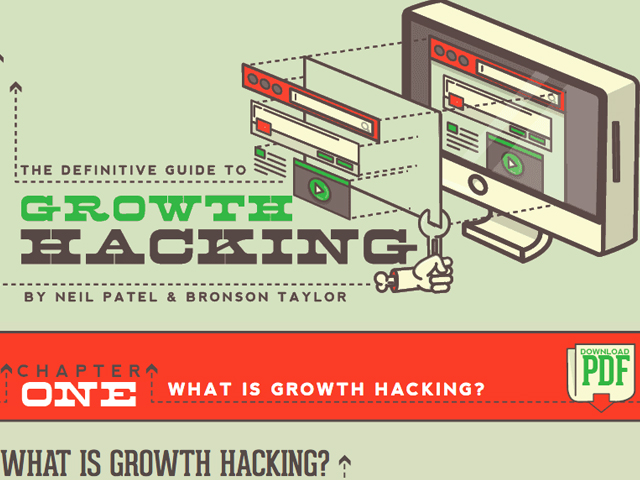 THE DEFINITIVE GUIDE TO
GROWTH
HACKING
BY NEIL PATEL & BRONSON TAYLOR
CHAPTER
ONE
WHAT IS GROWTH HACKING?
DOWNLOAD
PDF
WHAT IS GROWTH HACKING?